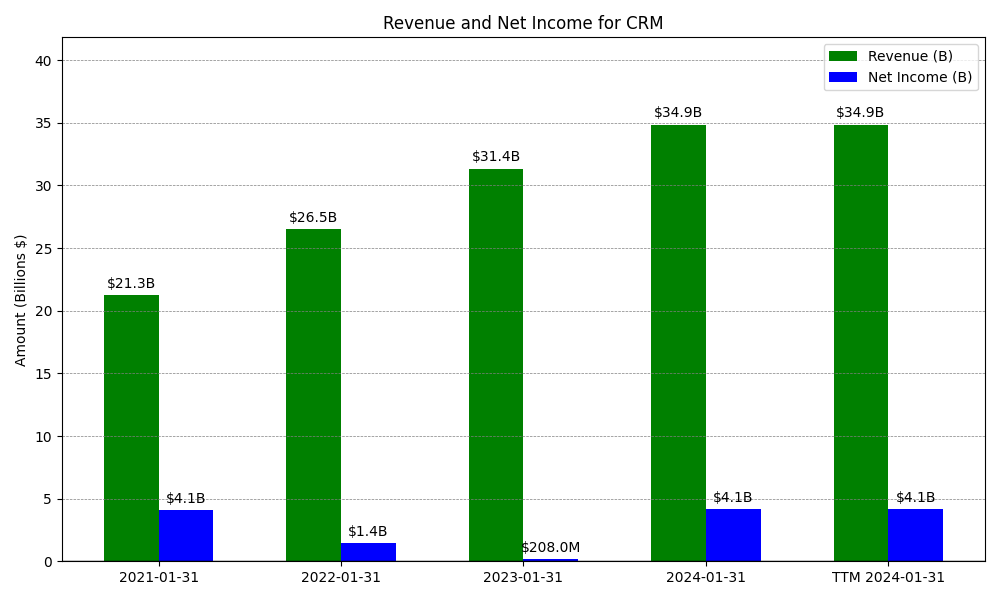 Revenue and Net Income for CRM
Revenue (B)
Net Income (B)
Amount (Billions $)
40
35
30
25
20
15
10
5
0
$21.3B
$4.1B
$26.5B
$1.4B
$31.4B
$208.0M
$34.9B
$4.1B
$34.9B
$4.1B
2021-01-31
2022-01-31
2023-01-31
2024-01-31
TTM 2024-01-31